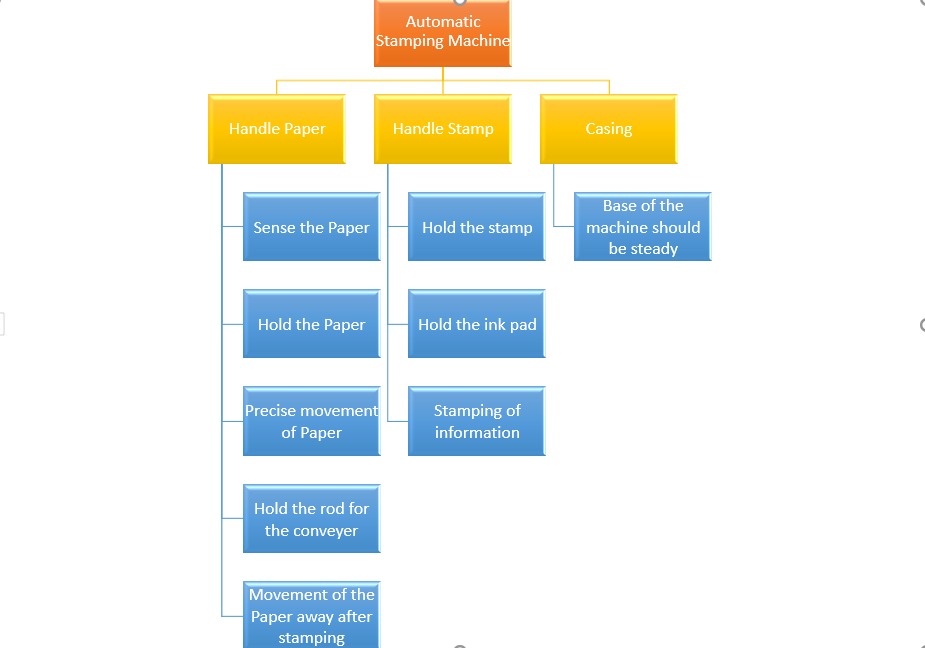 Automatic
Stamping Machine
Handle Paper
Handle Stamp
Casing
Sense the Paper
Hold the Paper
Precise movement
of Paper
Hold the rod for
the conveyer
Movement of the
Paper away after
stamping
Hold the stamp
Hold the ink pad
Stamping of
information
Base of the
machine should
be steady